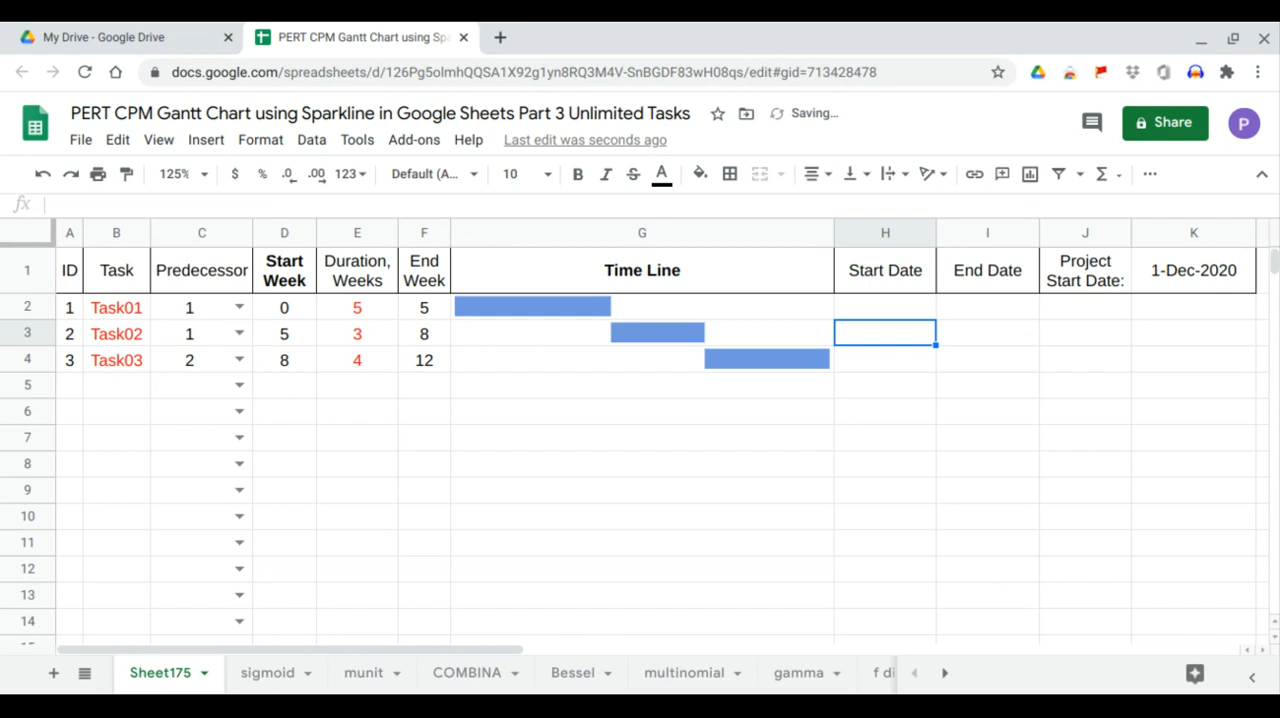 My Drive - Google Drive
PERT CPM Gantt Chart using Spa
docs.google.com/spreadsheets/d/126Pg5olmhQQSA1X92g1yn8RQ3M4V-SnBGDF83wH08qs/edit#gid=713428478
PERT CPM Gantt Chart using Sparkline in Google Sheets Part 3 Unlimited Tasks
Saving...
Share
P
File Edit View Insert Format Data Tools Add-ons Help Last edit was seconds ago
125% $ % .0 .00 123 Default (A... 10 B I S A
fx
A B C D E F G H I J K
1 ID Task Predecessor Start Week Duration, Weeks End Week Time Line Start Date End Date Project Start Date: 1-Dec-2020
2 1 Task01 1 0 5 5
3 2 Task02 1 5 3 8
4 3 Task03 2 8 4 12
5
6
7
8
9
10
11
12
13
14
Sheet175 sigmoid munit COMBINA Bessel multinomial gamma f di